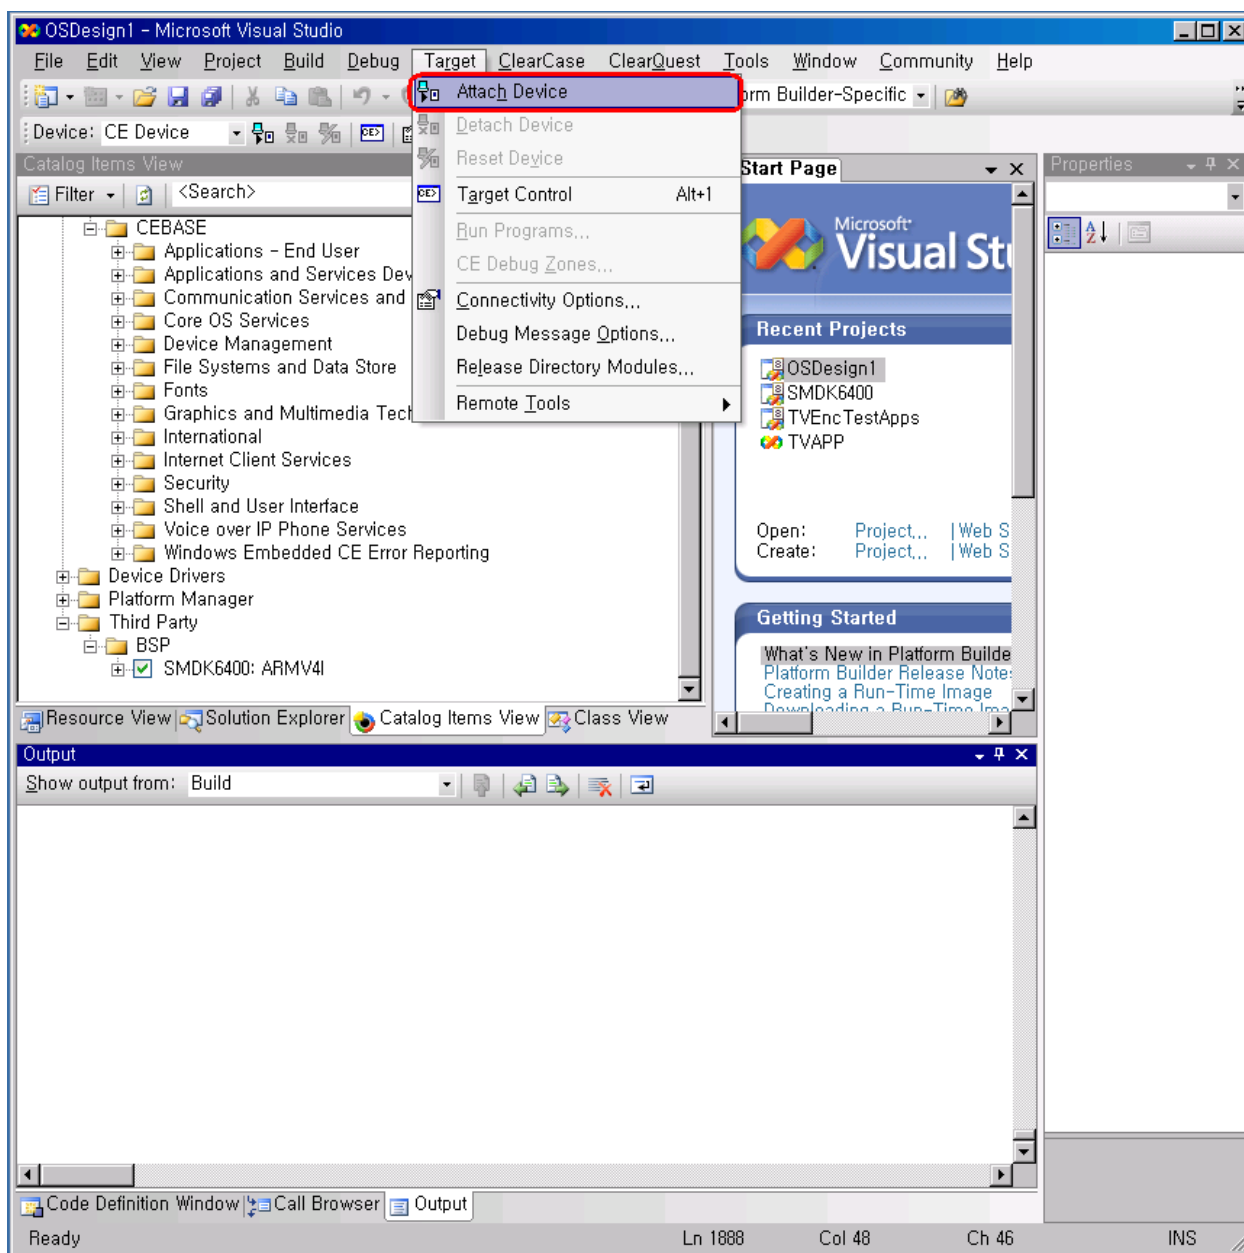 OSDesign1 - Microsoft Visual Studio
File Edit View Project Build Debug Target ClearCase ClearQuest Tools Window Community Help
Attach Device
orm Builder-Specific
Device: CE Device
Detach Device
Catalog Items View
Reset Device
Start Page
Properties
Filter
<Search>
Target Control Alt+1
Run Programs...
CE Debug Zones...
Connectivity Options...
Debug Message Options...
Release Directory Modules...
Remote Tools
CEBASE
Applications - End User
Applications and Services Dev
Communication Services and
Core OS Services
Device Management
File Systems and Data Store
Fonts
Graphics and Multimedia Tech
International
Internet Client Services
Security
Shell and User Interface
Voice over IP Phone Services
Windows Embedded CE Error Reporting
Device Drivers
Platform Manager
Third Party
BSP
SMDK6400: ARMV4I
Microsoft
Visual St
Recent Projects
OSDesign1
SMDK6400
TVEncTestApps
TVAPP
Open: Project... | Web S
Create: Project... | Web S
Getting Started
What's New in Platform Builde
Platform Builder Release Note
Creating a Run-Time Image
Downloading a Run-Time Ima
Resource View Solution Explorer Catalog Items View Class View
Output
Show output from: Build
Code Definition Window Call Browser Output
Ready Ln 1888 Col 48 Ch 46 INS